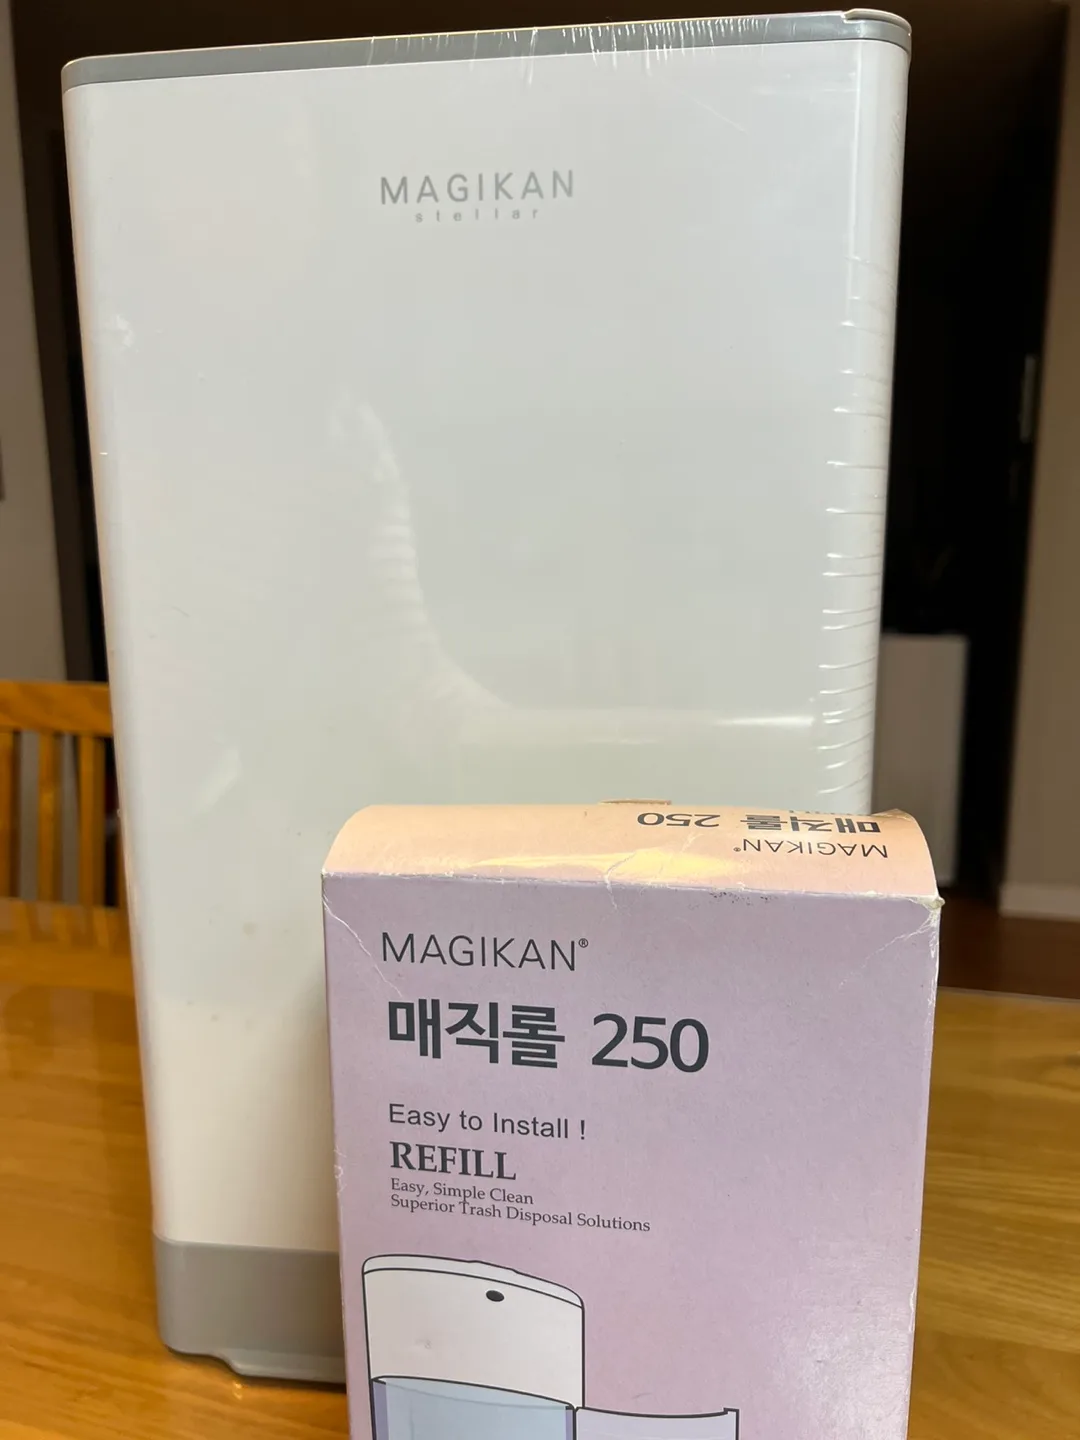 MAGIKAN
stellar
매직롤 250
MAGIKAN®
MAGIKAN®
매직롤 250
Easy to Install !
REFILL
Easy, Simple Clean
Superior Trash Disposal Solutions